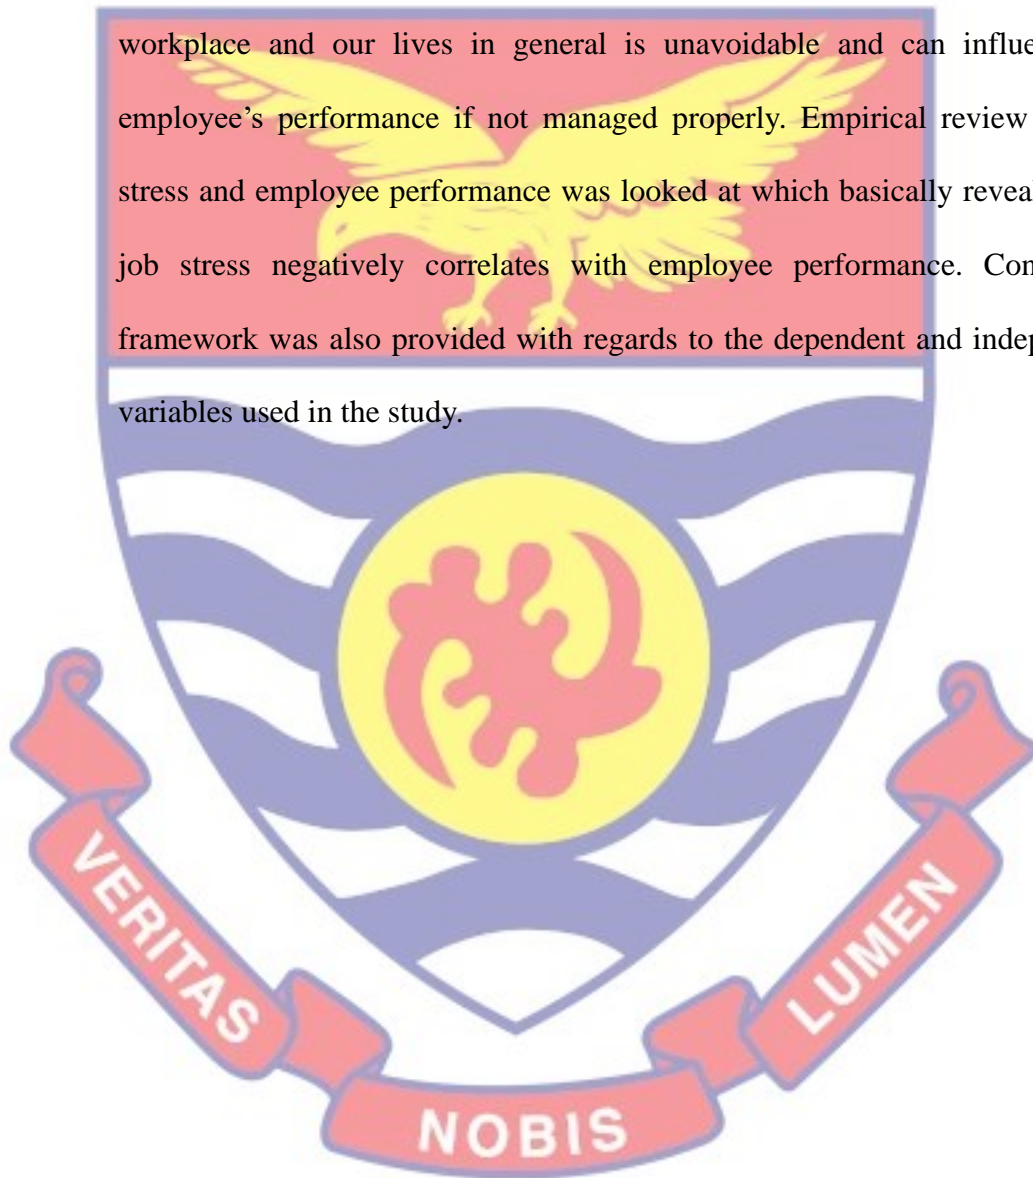 workplace and our lives in general is unavoidable and can influe
employee’s performance if not managed properly. Empirical review
stress and employee performance was looked at which basically reveal
job stress negatively correlates with employee performance. Con
framework was also provided with regards to the dependent and indep
variables used in the study.
VERITAS
NOBIS
LUMEN